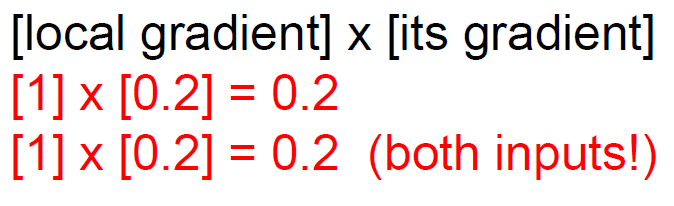 [local gradient] x [its gradient]
[1] x [0.2] = 0.2
[1] x [0.2] = 0.2 (both inputs!)